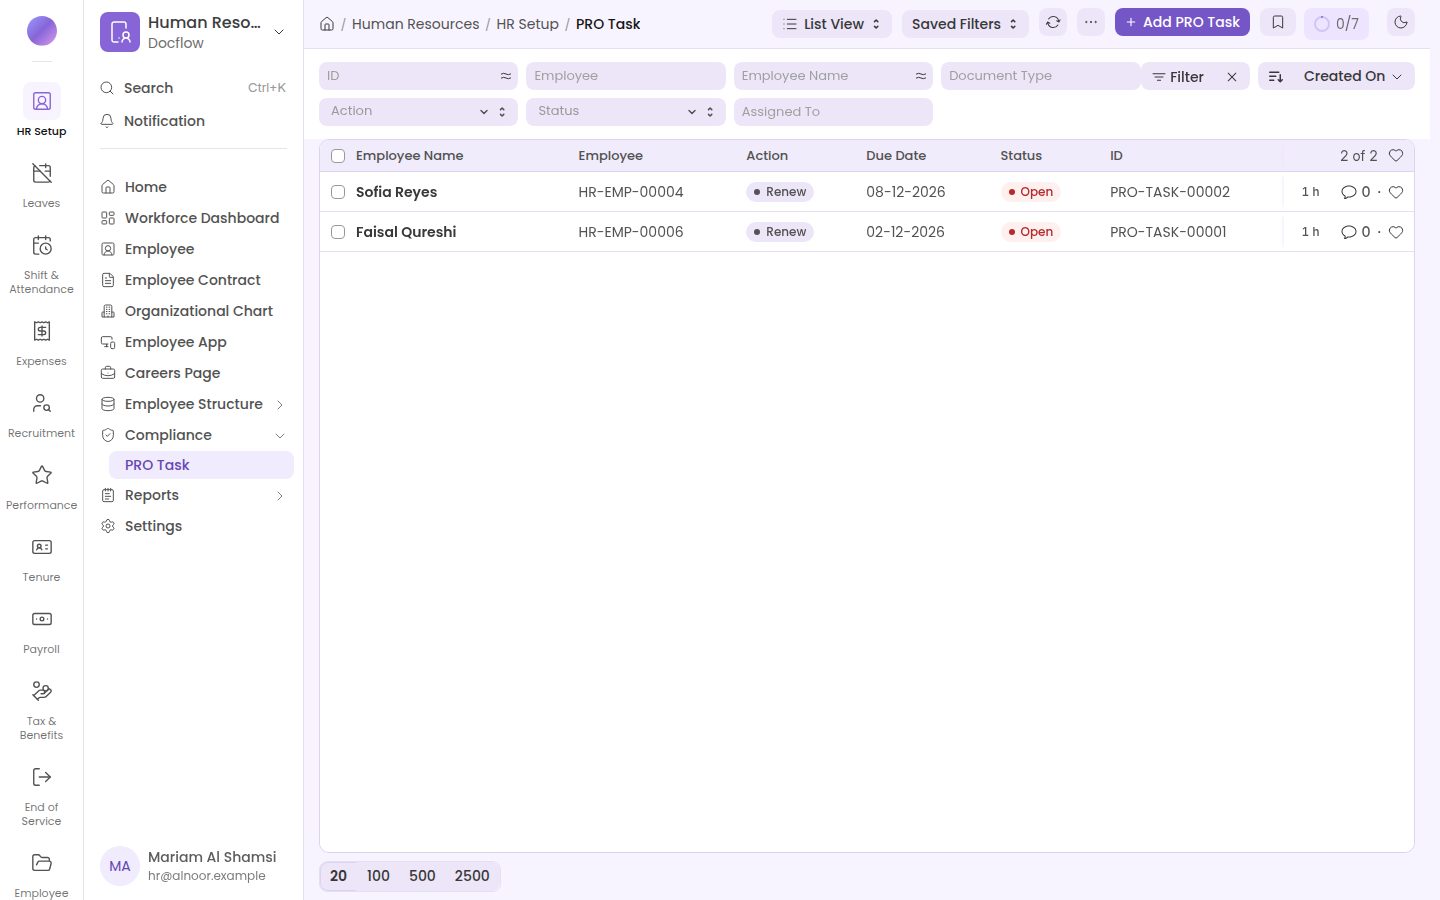 HR Setup
Leaves
Shift &
Attendance
Expenses
Recruitment
Performance
Tenure
Payroll
Tax &
Benefits
End of
Service
Employee
Human Reso...
Docflow
Search Ctrl+K
Notification
Home
Workforce Dashboard
Employee
Employee Contract
Organizational Chart
Employee App
Careers Page
Employee Structure
Compliance
PRO Task
Reports
Settings
MA
Mariam Al Shamsi
hr@alnoor.example
/ Human Resources / HR Setup / PRO Task
List View Saved Filters ... + Add PRO Task 0/7
ID ≈ Employee Employee Name ≈ Document Type Filter × Created On
Action Status Assigned To
Employee Name Employee Action Due Date Status ID 2 of 2
Sofia Reyes HR-EMP-00004 Renew 08-12-2026 Open PRO-TASK-00002 1 h 0 ·
Faisal Qureshi HR-EMP-00006 Renew 02-12-2026 Open PRO-TASK-00001 1 h 0 ·
20 100 500 2500